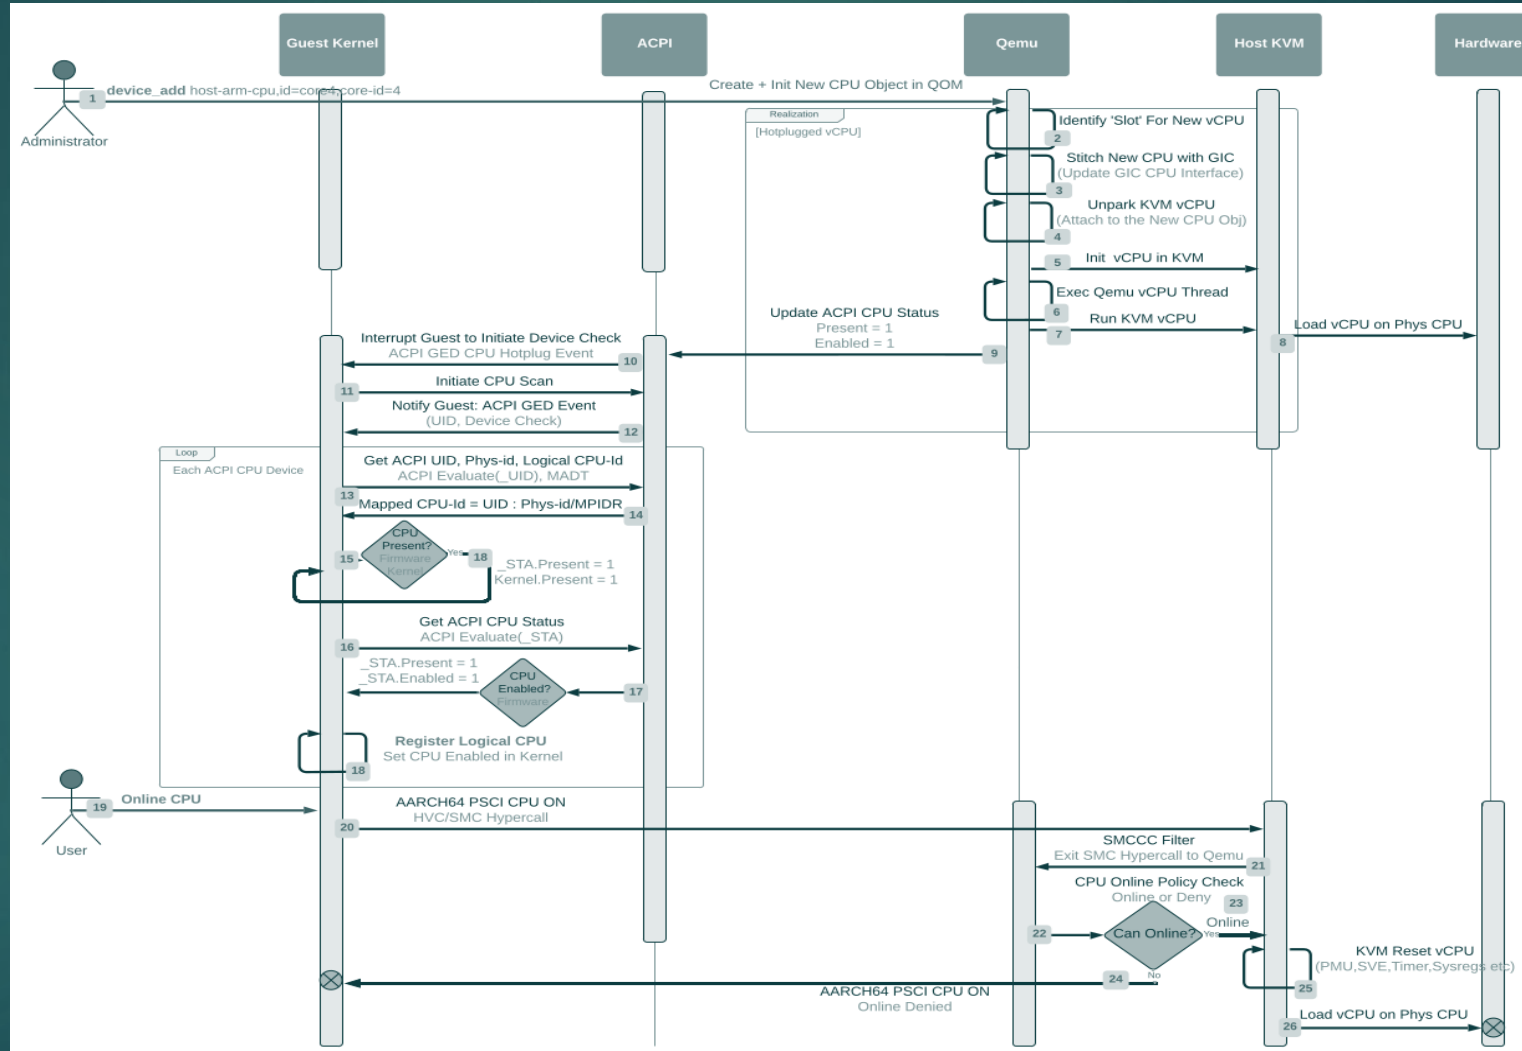 Guest Kernel
ACPI
Qemu
Host KVM
Hardware
Administrator
1
device_add host-arm-cpu,id=core4,core-id=4
Create + Init New CPU Object in QOM
Realization
[Hotplugged vCPU]
Identify 'Slot' For New vCPU
2
Stitch New CPU with GIC
(Update GIC CPU Interface)
3
Unpark KVM vCPU
(Attach to the New CPU Obj)
4
5
Init vCPU in KVM
Exec Qemu vCPU Thread
6
Run KVM vCPU
7
Load vCPU on Phys CPU
8
Update ACPI CPU Status
Present = 1
Enabled = 1
9
Interrupt Guest to Initiate Device Check
ACPI GED CPU Hotplug Event
10
Initiate CPU Scan
11
Notify Guest: ACPI GED Event
(UID, Device Check)
12
Loop
Each ACPI CPU Device
Get ACPI UID, Phys-id, Logical CPU-Id
ACPI Evaluate(_UID), MADT
13
Mapped CPU-Id = UID : Phys-id/MPIDR
14
15
CPU
Present?
Firmware
Kernel
Yes
18
_STA.Present = 1
Kernel.Present = 1
Get ACPI CPU Status
ACPI Evaluate(_STA)
16
_STA.Present = 1
_STA.Enabled = 1
CPU
Enabled?
Firmware
17
Register Logical CPU
Set CPU Enabled in Kernel
18
User
19
Online CPU
AARCH64 PSCI CPU ON
HVC/SMC Hypercall
20
SMCCC Filter
Exit SMC Hypercall to Qemu
21
CPU Online Policy Check
Online or Deny
23
Online
22
Can Online?
Yes
No
24
AARCH64 PSCI CPU ON
Online Denied
KVM Reset vCPU
(PMU,SVE,Timer,Sysregs etc)
25
26
Load vCPU on Phys CPU